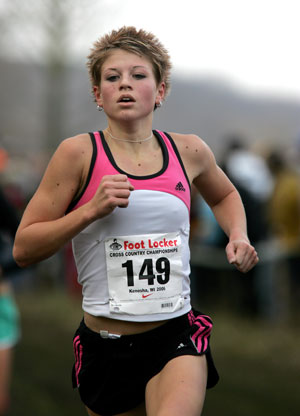 Foot Locker
CROSS COUNTRY CHAMPIONSHIPS
149
Kenosha, WI 2005